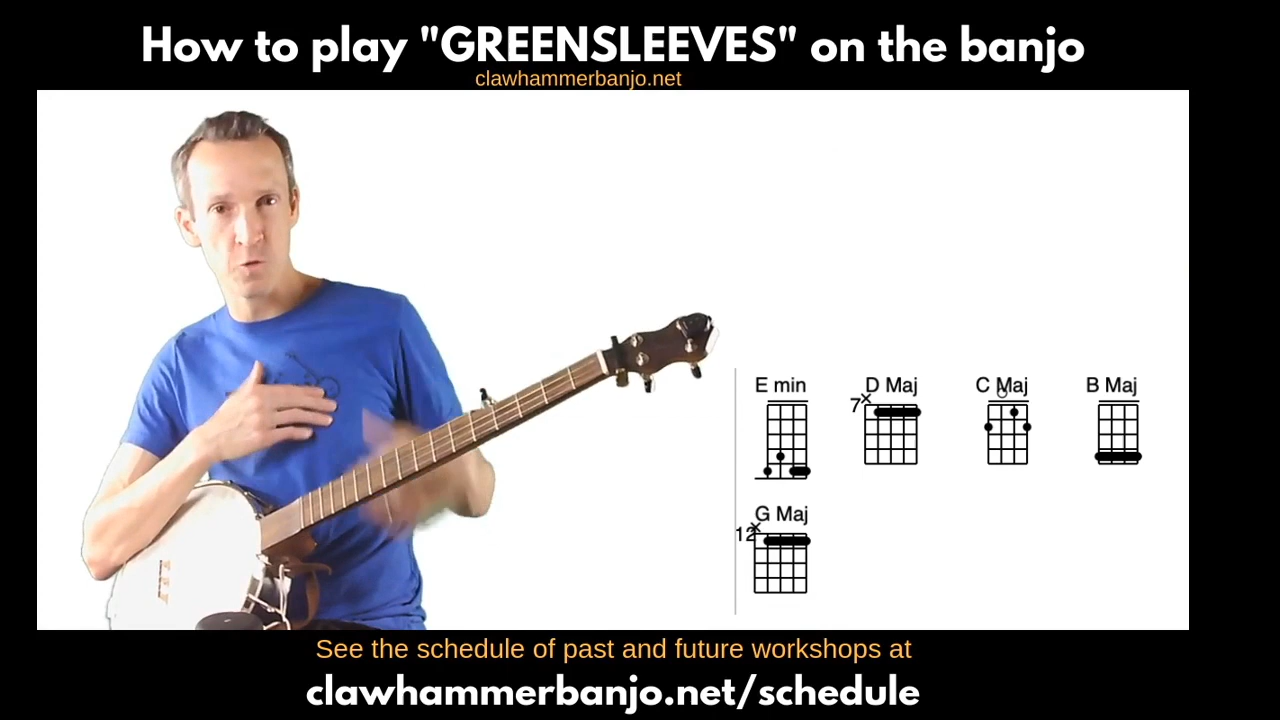 How to play "GREENSLEEVES" on the banjo
clawhammerbanjo.net
E min
D Maj
C Maj
B Maj
7
G Maj
12
See the schedule of past and future workshops at
clawhammerbanjo.net/schedule